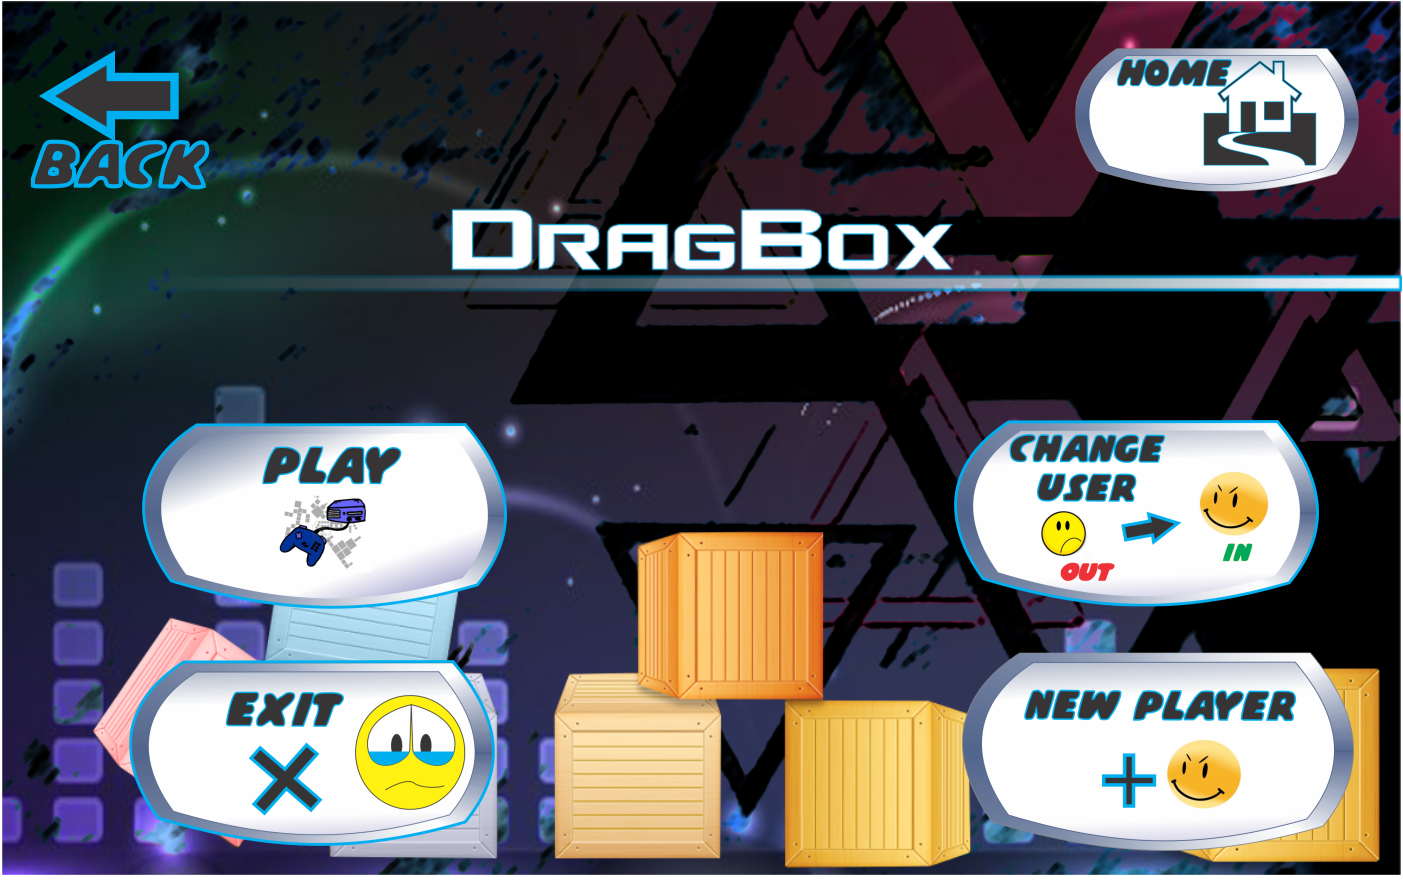 HOME
BACK
DRAGBOX
PLAY
CHANGE
USER
OUT
IN
EXIT
NEW PLAYER